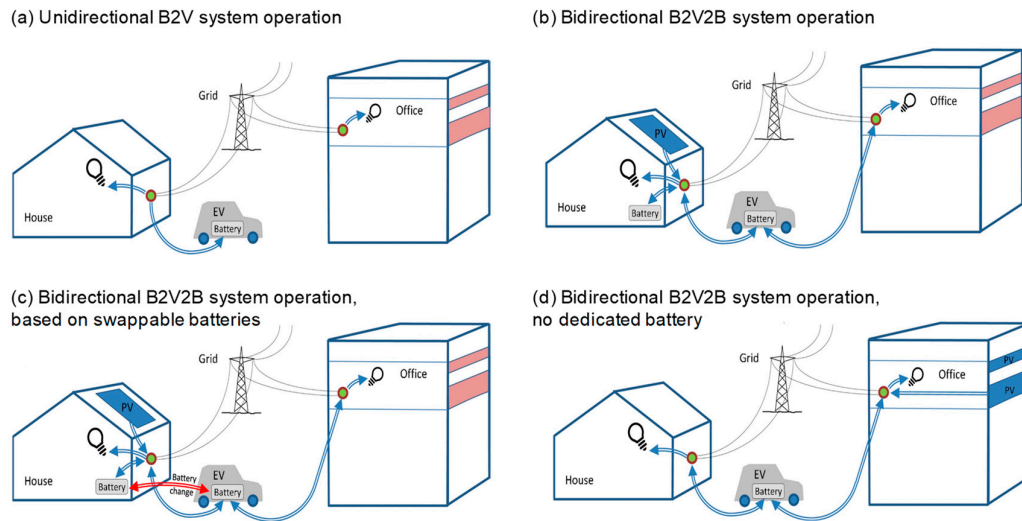 (a) Unidirectional B2V system operation
Grid
Office
House
EV
Battery
(b) Bidirectional B2V2B system operation
Grid
Office
PV
House
Battery
EV
Battery
(c) Bidirectional B2V2B system operation,
based on swappable batteries
Grid
Office
PV
House
Battery
Battery
change
EV
Battery
(d) Bidirectional B2V2B system operation,
no dedicated battery
Grid
Office
PV
PV
House
EV
Battery